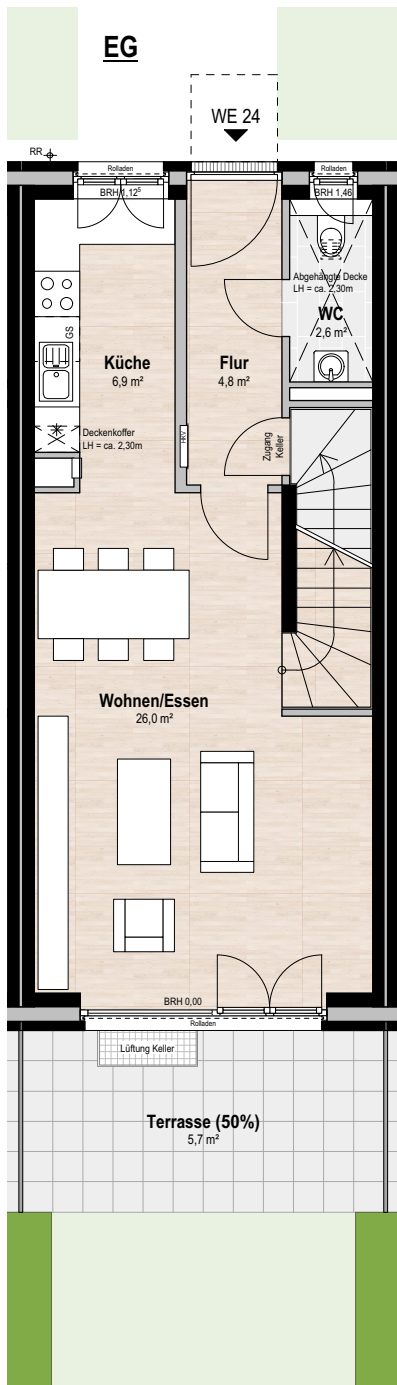 EG
WE 24
RR
Rolladen
Rolladen
BRH 1,12⁵
BRH 1,46
Abgehängte Decke
LH = ca. 2,30m
WC
2,6 m²
GS
Küche
6,9 m²
Flur
4,8 m²
Deckenkoffer
LH = ca. 2,30m
HKV
Zugang
Keller
Wohnen/Essen
26,0 m²
BRH 0,00
Rolladen
Lüftung Keller
Terrasse (50%)
5,7 m²